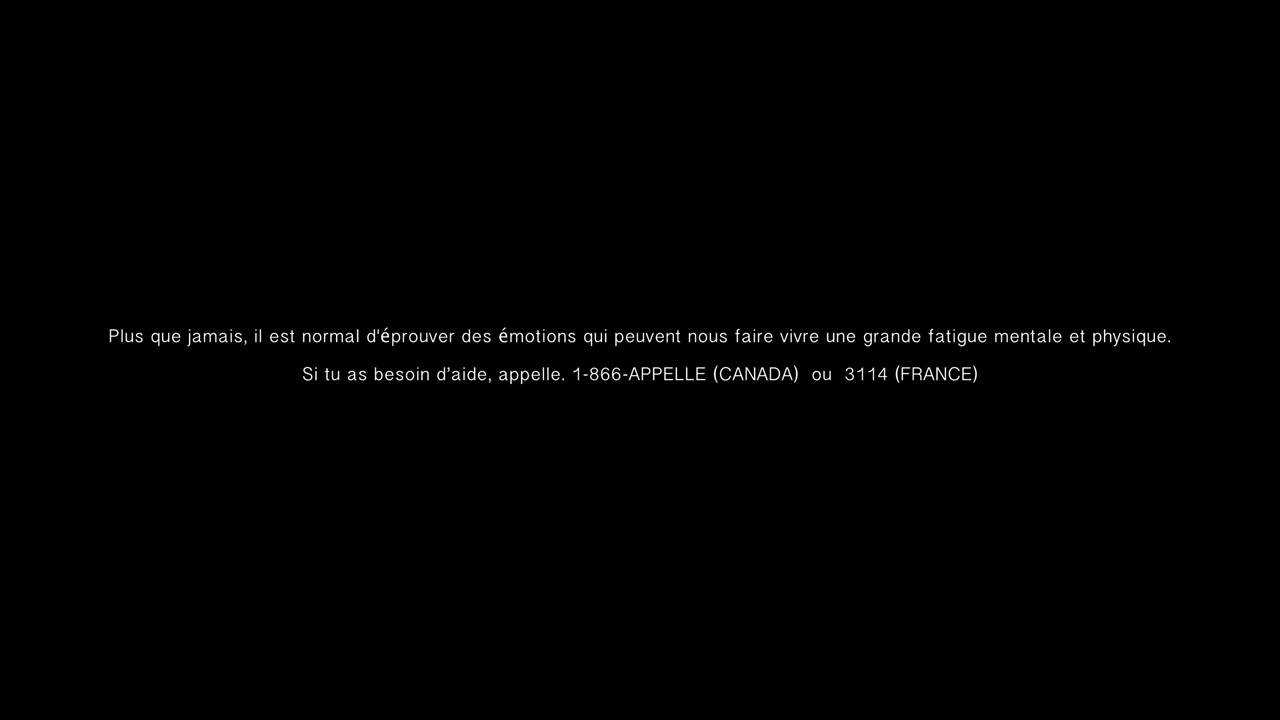 Plus que jamais, il est normal d'éprouver des émotions qui peuvent nous faire vivre une grande fatigue mentale et physique.
Si tu as besoin d’aide, appelle. 1-866-APPELLE (CANADA)  ou  3114 (FRANCE)